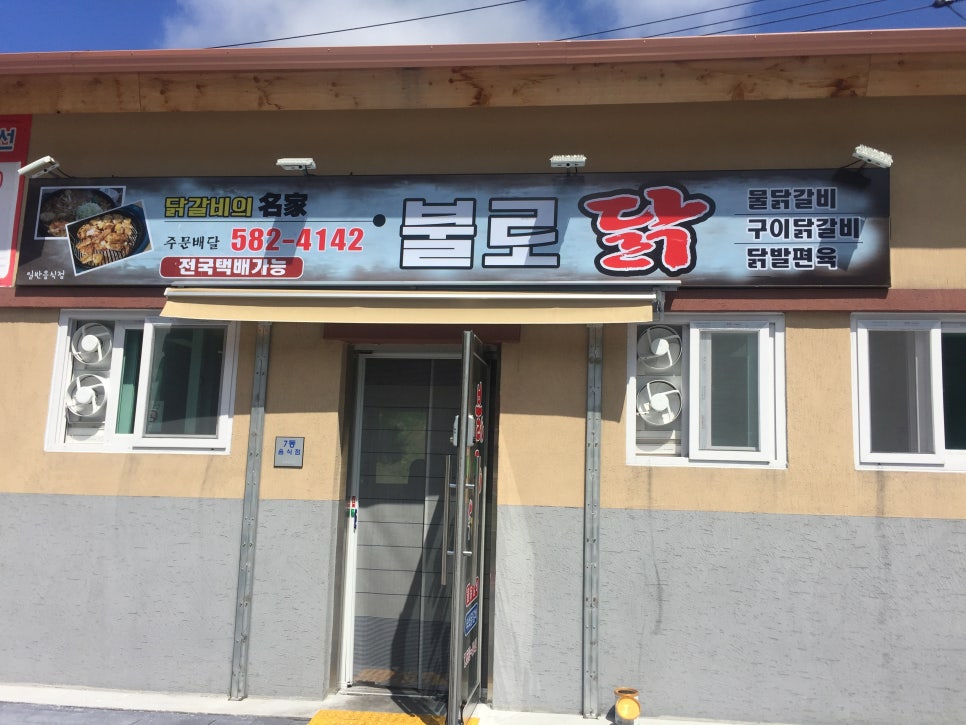 선
닭갈비의 名家
주문배달 582-4142
전국택배가능
일반음식점
불로닭
물닭갈비
구이닭갈비
닭발편육
7동
음식점